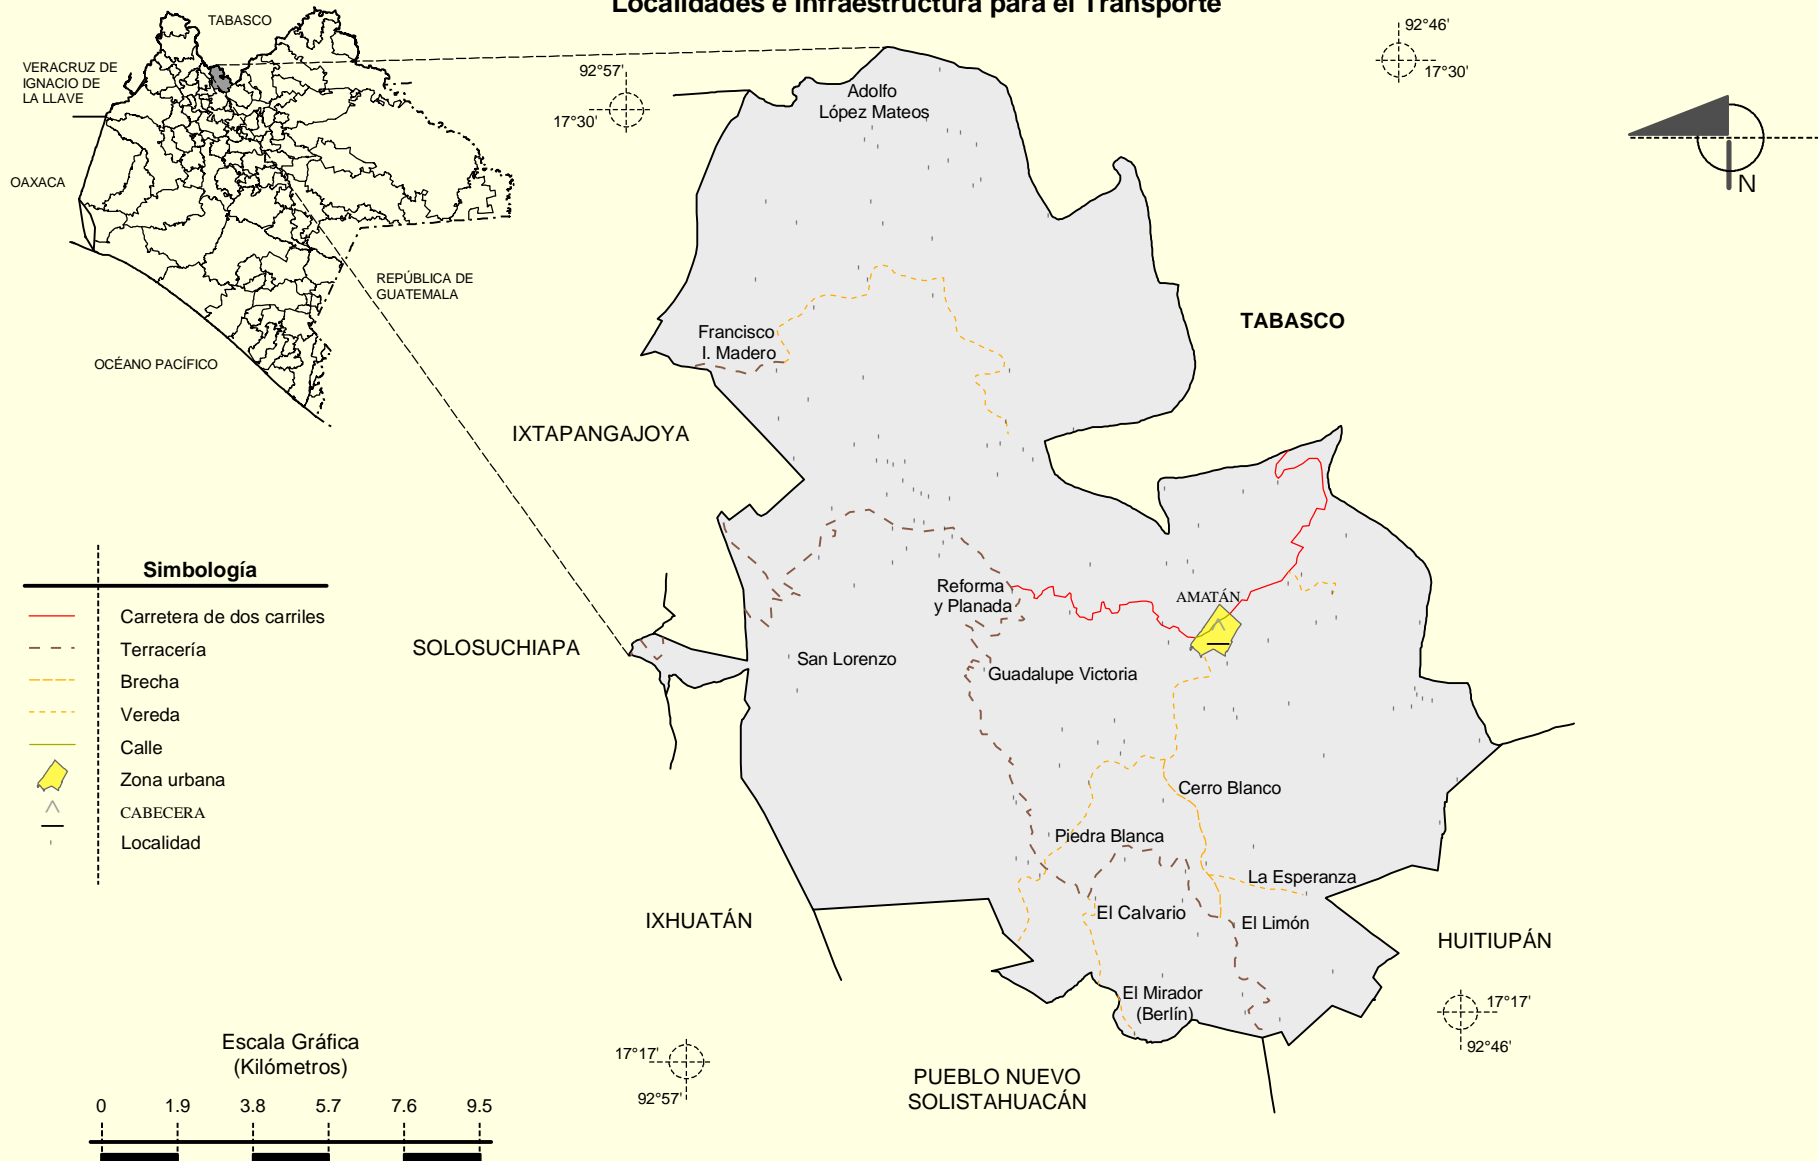 Localidades e Infraestructura para el Transporte
TABASCO
VERACRUZ DE
IGNACIO DE
LA LLAVE
OAXACA
REPÚBLICA DE
GUATEMALA
OCÉANO PACÍFICO
92°57'
17°30'
92°46'
17°30'
N
Adolfo
López Mateos
Francisco
I. Madero
TABASCO
IXTAPANGAJOYA
Reforma
y Planada
AMATÁN
SOLOSUCHIAPA
San Lorenzo
Guadalupe Victoria
Cerro Blanco
Piedra Blanca
La Esperanza
El Calvario
El Limón
IXHUATÁN
HUITIUPÁN
El Mirador
(Berlín)
17°17'
92°46'
17°17'
92°57'
PUEBLO NUEVO
SOLISTAHUACÁN
Simbología
Carretera de dos carriles
Terracería
Brecha
Vereda
Calle
Zona urbana
CABECERA
Localidad
Escala Gráfica
(Kilómetros)
0 1.9 3.8 5.7 7.6 9.5